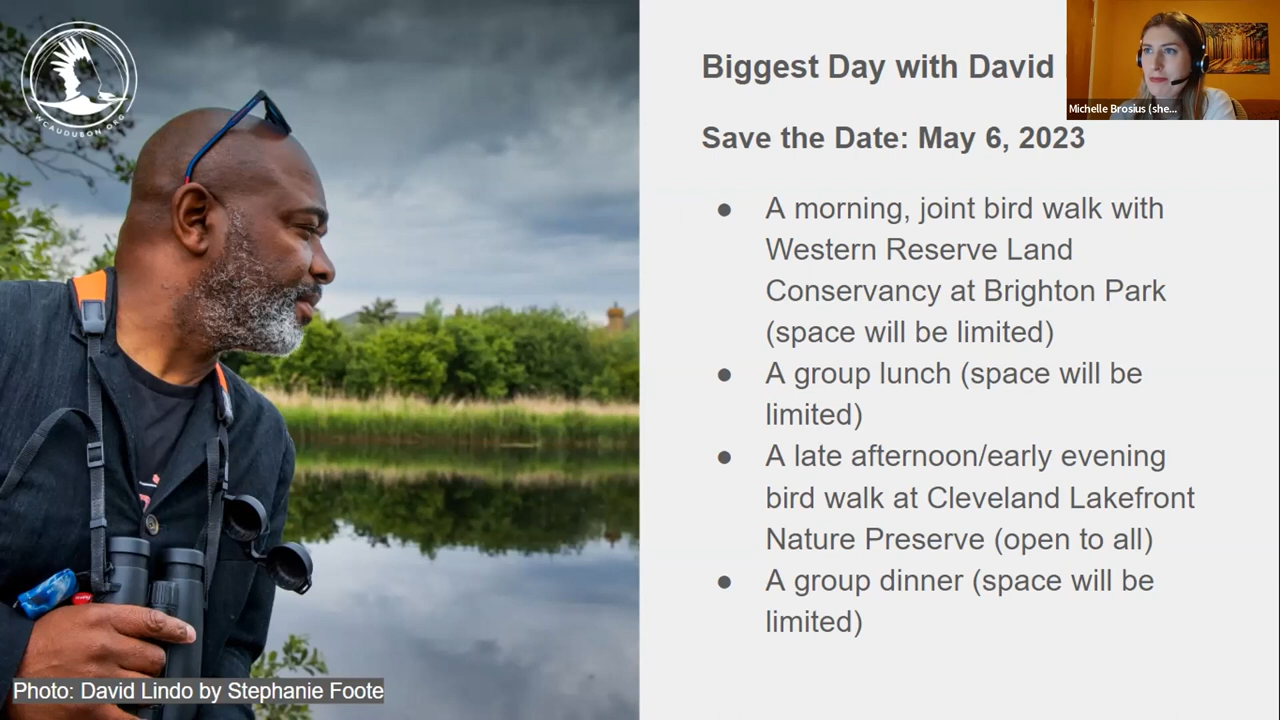 WCAUDUBON.ORG
Biggest Day with David
Michelle Brosius (she...
Save the Date: May 6, 2023
● A morning, joint bird walk with
Western Reserve Land
Conservancy at Brighton Park
(space will be limited)
● A group lunch (space will be
limited)
● A late afternoon/early evening
bird walk at Cleveland Lakefront
Nature Preserve (open to all)
● A group dinner (space will be
limited)
Photo: David Lindo by Stephanie Foote